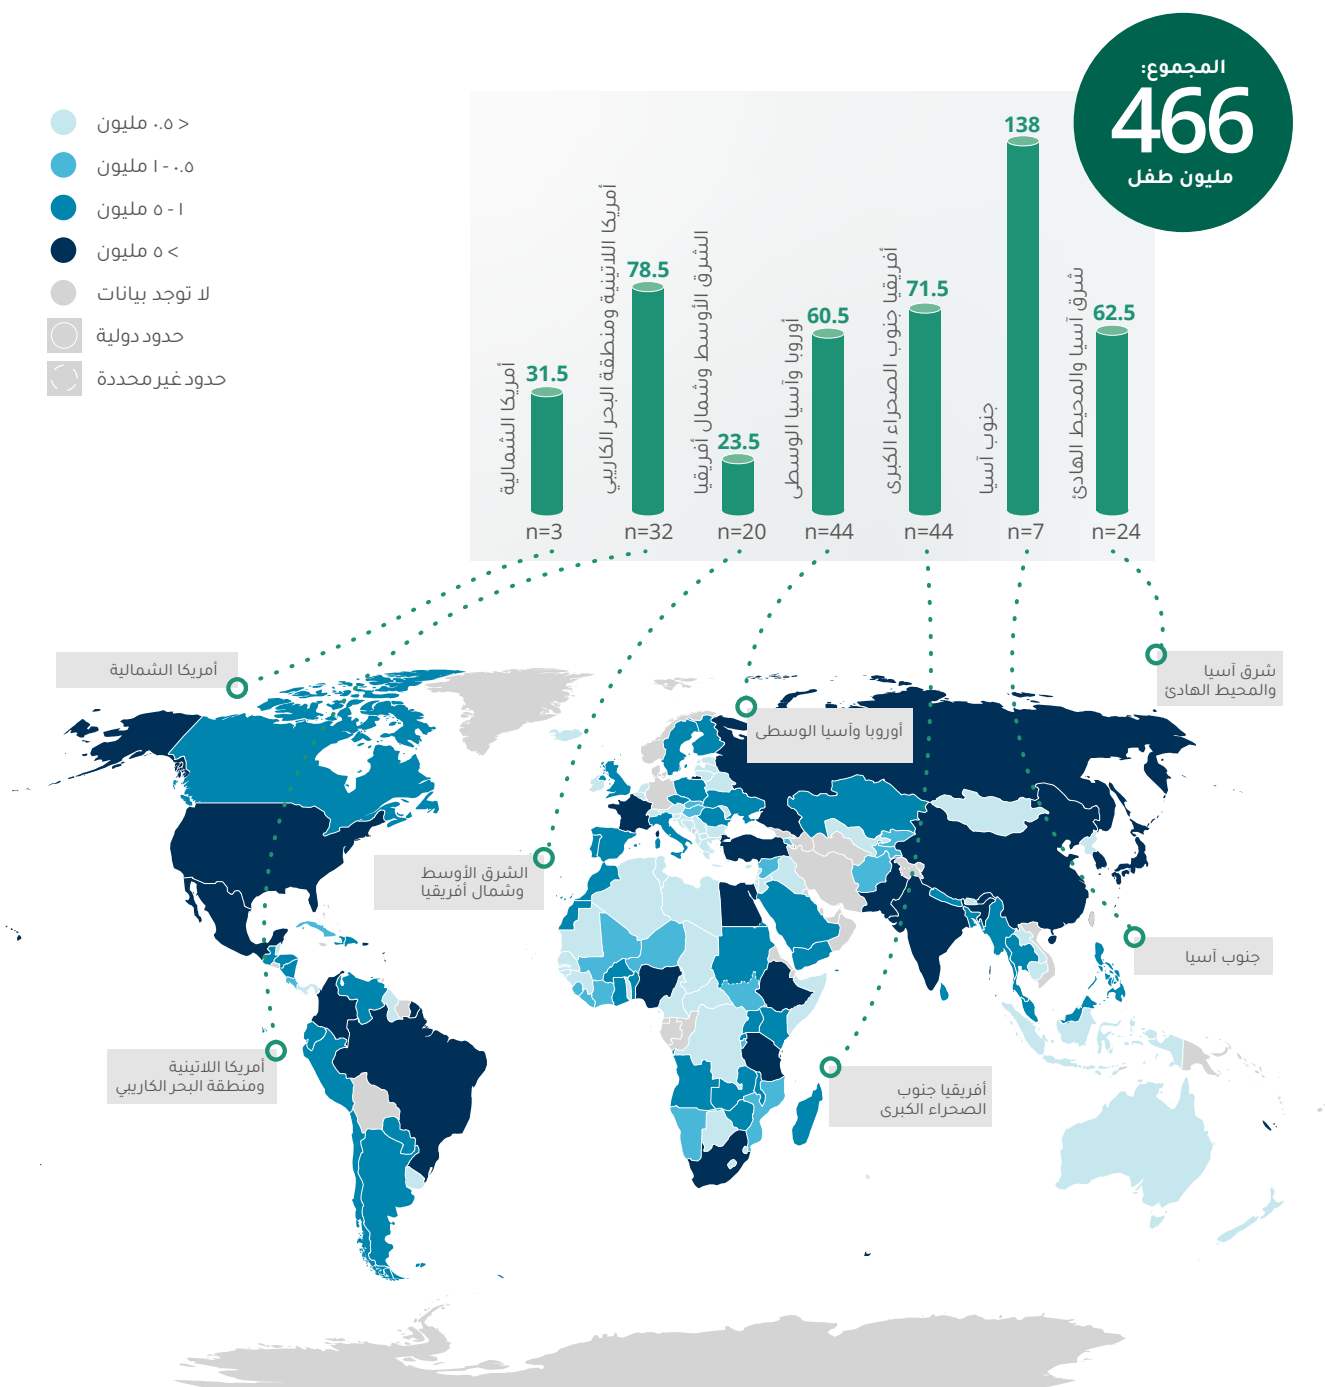 المجموع:
466
مليون طفل
< ٠.٥ مليون
٠.٥ - ١ مليون
١ - ٥ مليون
> ٥ مليون
لا توجد بيانات
حدود دولية
حدود غير محددة
أمريكا الشمالية
31.5
n=3
أمريكا اللاتينية ومنطقة البحر الكاريبي
78.5
n=32
الشرق الأوسط وشمال أفريقيا
23.5
n=20
أوروبا وآسيا الوسطى
60.5
n=44
أفريقيا جنوب الصحراء الكبرى
71.5
n=44
جنوب آسيا
138
n=7
شرق آسيا والمحيط الهادئ
62.5
n=24
أمريكا الشمالية
شرق آسيا
والمحيط الهادئ
أوروبا وآسيا الوسطى
الشرق الأوسط
وشمال أفريقيا
جنوب آسيا
أمريكا اللاتينية
ومنطقة البحر الكاريبي
أفريقيا جنوب
الصحراء الكبرى